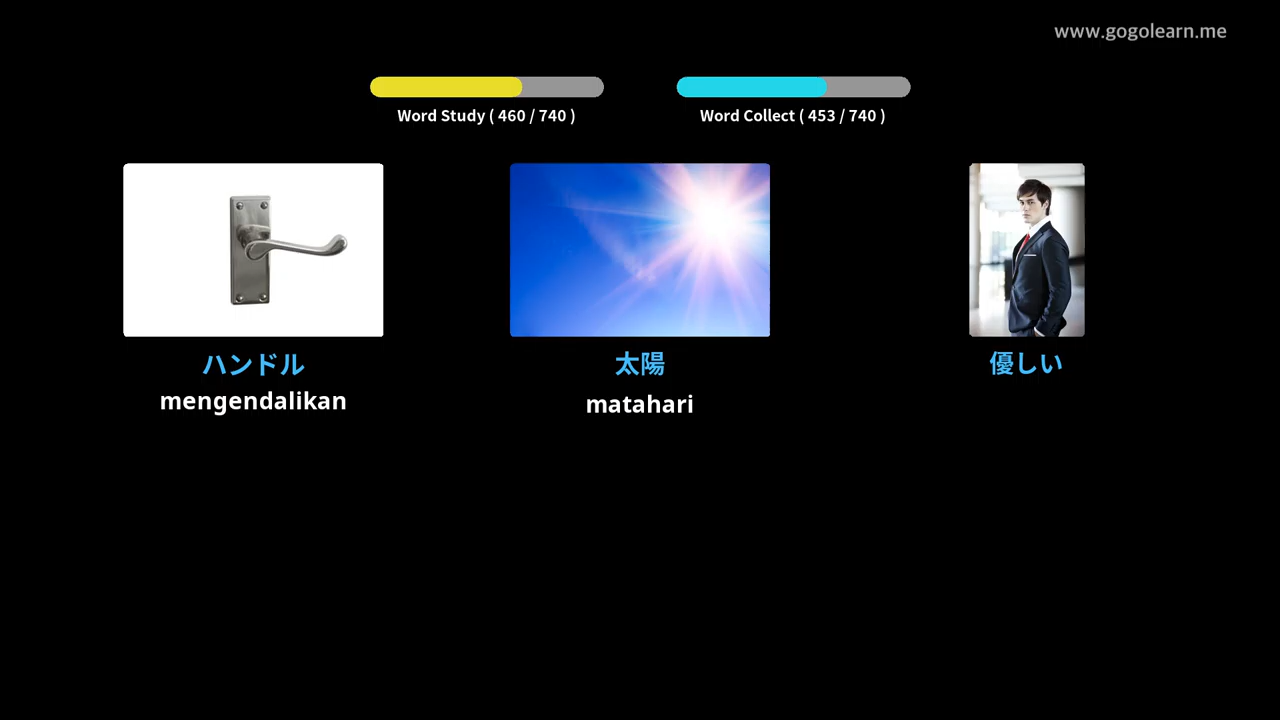 www.gogolearn.me
Word Study ( 460 / 740 )
Word Collect ( 453 / 740 )
ハンドル
mengendalikan
太陽
matahari
優しい